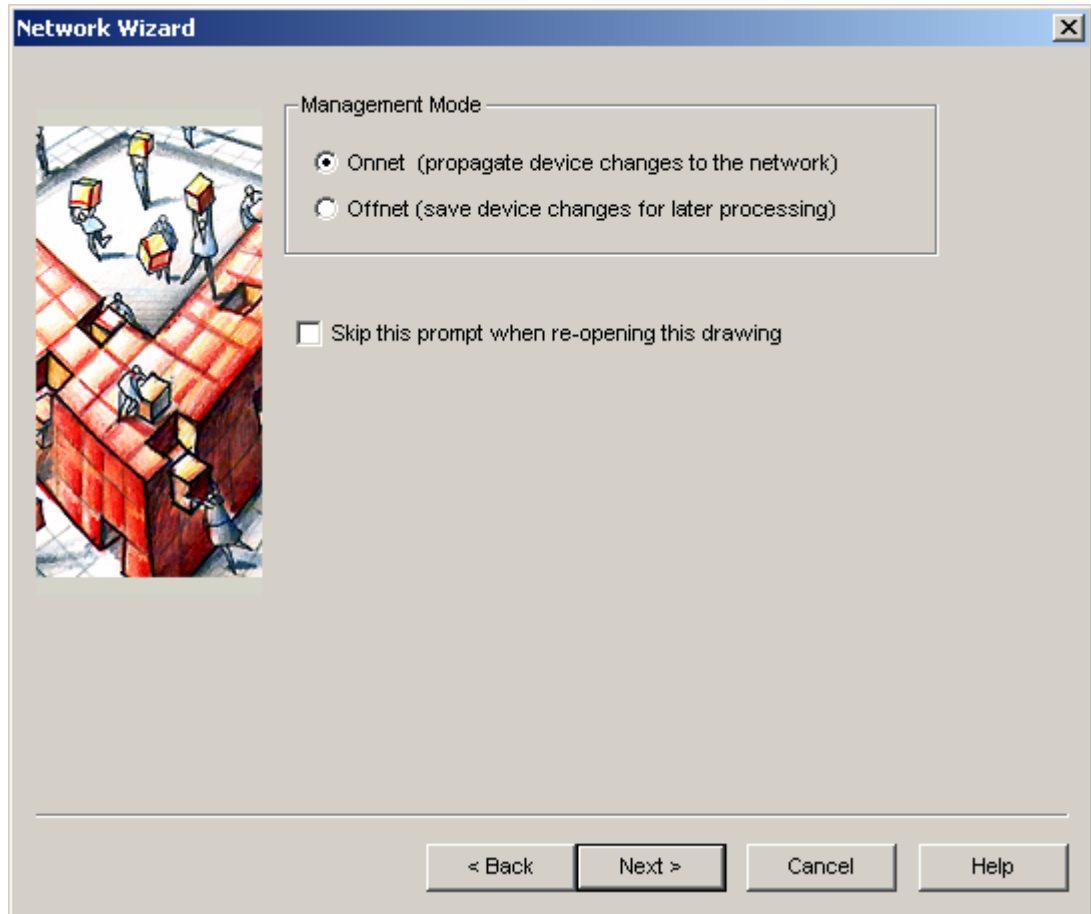 Network Wizard
Management Mode
Onnet (propagate device changes to the network)
Offnet (save device changes for later processing)
Skip this prompt when re-opening this drawing
< Back Next > Cancel Help